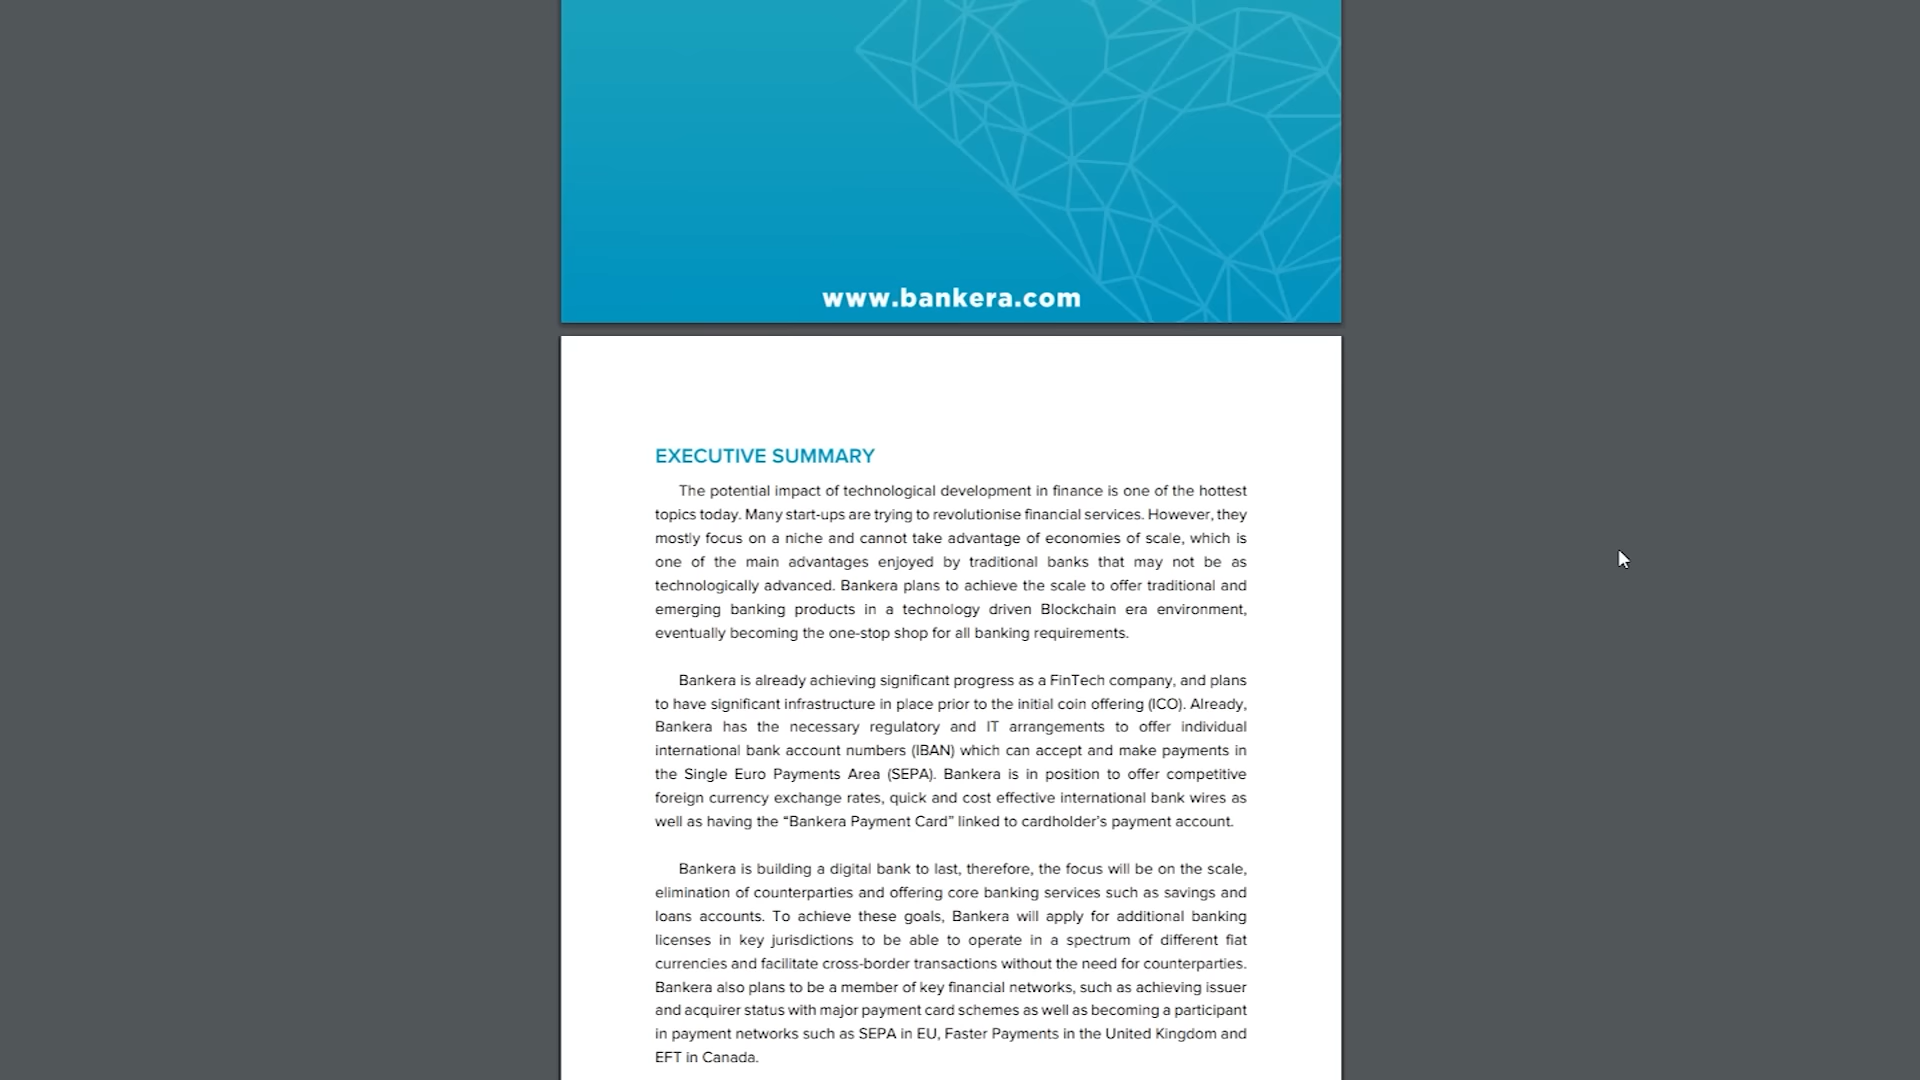 www.bankera.com
EXECUTIVE SUMMARY
The potential impact of technological development in finance is one of the hottest
topics today. Many start-ups are trying to revolutionise financial services. However, they
mostly focus on a niche and cannot take advantage of economies of scale, which is
one of the main advantages enjoyed by traditional banks that may not be as
technologically advanced. Bankera plans to achieve the scale to offer traditional and
emerging banking products in a technology driven Blockchain era environment,
eventually becoming the one-stop shop for all banking requirements.
Bankera is already achieving significant progress as a FinTech company, and plans
to have significant infrastructure in place prior to the initial coin offering (ICO). Already,
Bankera has the necessary regulatory and IT arrangements to offer individual
international bank account numbers (IBAN) which can accept and make payments in
the Single Euro Payments Area (SEPA). Bankera is in position to offer competitive
foreign currency exchange rates, quick and cost effective international bank wires as
well as having the “Bankera Payment Card” linked to cardholder’s payment account.
Bankera is building a digital bank to last, therefore, the focus will be on the scale,
elimination of counterparties and offering core banking services such as savings and
loans accounts. To achieve these goals, Bankera will apply for additional banking
licenses in key jurisdictions to be able to operate in a spectrum of different fiat
currencies and facilitate cross-border transactions without the need for counterparties.
Bankera also plans to be a member of key financial networks, such as achieving issuer
and acquirer status with major payment card schemes as well as becoming a participant
in payment networks such as SEPA in EU, Faster Payments in the United Kingdom and
EFT in Canada.